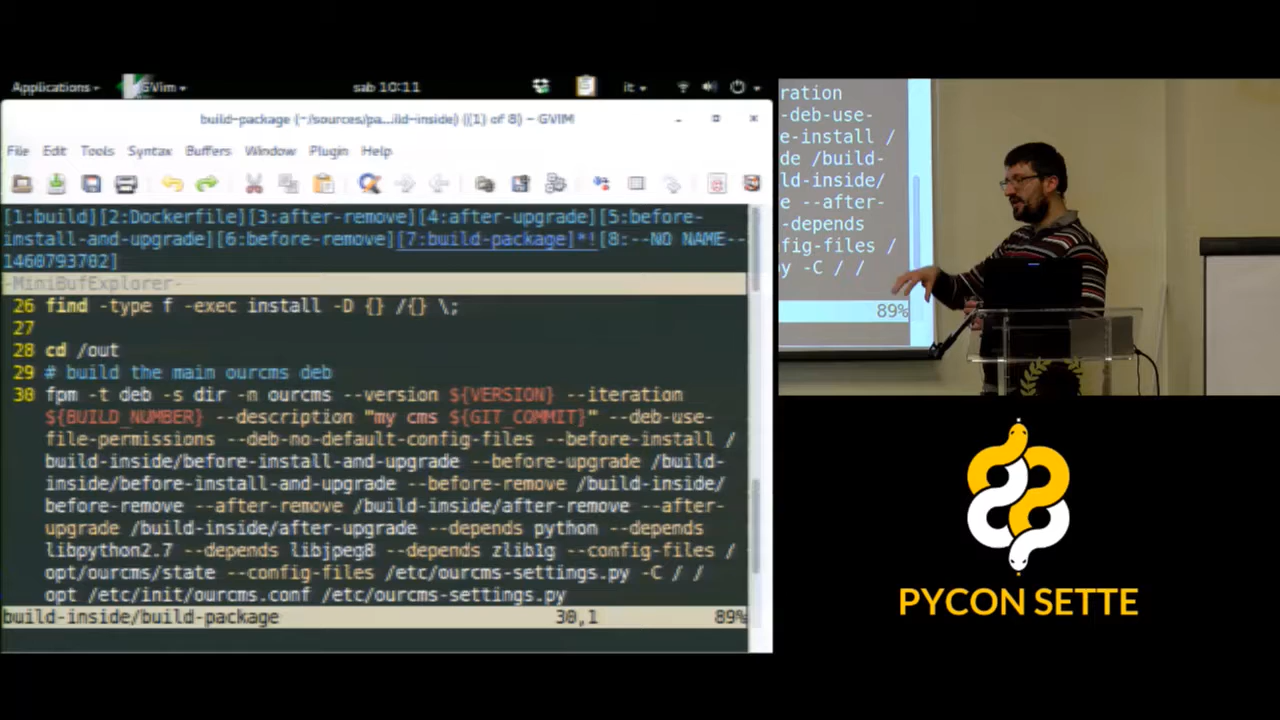 Applications
GVim
sab 10:11
it
build-package (~/sources/pa...ild-inside) ((1) of 8) - GVIM
File Edit Tools Syntax Buffers Window Plugin Help
[1:build][2:Dockerfile][3:after-remove][4:after-upgrade][5:before-
install-and-upgrade][6:before-remove][7:build-package]*![8:--NO NAME--
1460793702]
-MiniBufExplorer-
26 find -type f -exec install -D {} /{} \;
27
28 cd /out
29 # build the main ourcms deb
30 fpm -t deb -s dir -n ourcms --version ${VERSION} --iteration
${BUILD_NUMBER} --description "my cms ${GIT_COMMIT}" --deb-use-
file-permissions --deb-no-default-config-files --before-install /
build-inside/before-install-and-upgrade --before-upgrade /build-
inside/before-install-and-upgrade --before-remove /build-inside/
before-remove --after-remove /build-inside/after-remove --after-
upgrade /build-inside/after-upgrade --depends python --depends
libpython2.7 --depends libjpeg8 --depends zlib1g --config-files /
opt/ourcms/state --config-files /etc/ourcms-settings.py -C / /
opt /etc/init/ourcms.conf /etc/ourcms-settings.py
build-inside/build-package 30,1 89%
ration
-deb-use-
e-install /
de /build-
ld-inside/
e --after-
-depends
fig-files /
y -C / /
89%
PYCON SETTE